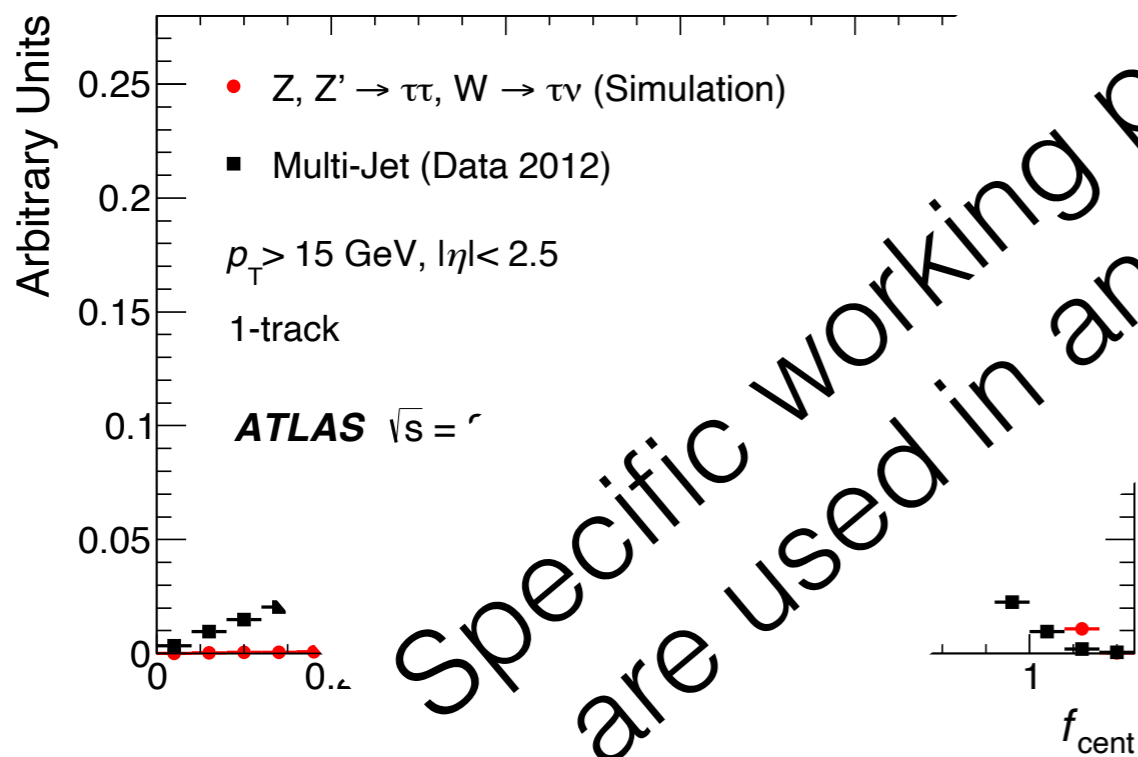 Arbitrary Units
0.25
0.2
0.15
0.1
0.05
0
Z, Z' → ττ, W → τν (Simulation)
Multi-Jet (Data 2012)
p_T > 15 GeV, |η| < 2.5
1-track
ATLAS √s =
Specific working
are used in
0
1
f_cent